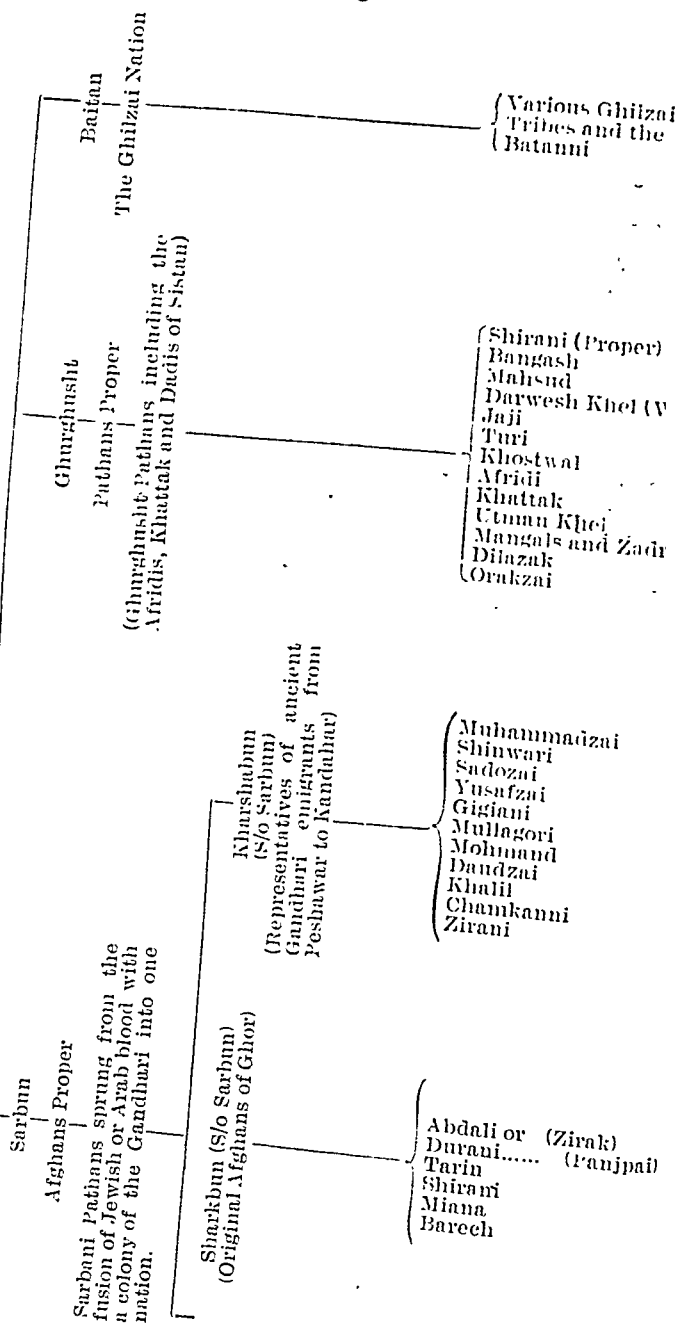 Baitan
The Ghilzai Nation
Various Ghilzai
Tribes and the
Batanni
Ghurghusht
Pathans Proper
(Ghurghusht Pathans including the
Afridis, Khattak and Dadis of Sistan)
Shirani (Proper)
Bangash
Mahsud
Darwesh Khel
Jaji
Turi
Khostwal
Afridi
Khattak
Utman Khel
Mangals and Zadr
Dilazak
Orakzai
Sarbun
Afghans Proper
Sarbani Pathans sprung from the
fusion of Jewish or Arab blood with
a colony of the Gandhari into one
nation.
Kharshabun
(S/o Sarbun)
(Representatives of ancient
Gandhari emigrants from
Peshawar to Kandahar)
Muhammadzai
Shinwari
Sadozai
Yusafzai
Gigiani
Mullagori
Mohmand
Daudzai
Khalil
Chamkanni
Zirani
Sharkbun (S/o Sarbun)
(Original Afghans of Ghor)
Abdali or (Zirak)
Durani...... (Panjpai)
Tarin
Shirani
Miana
Barech